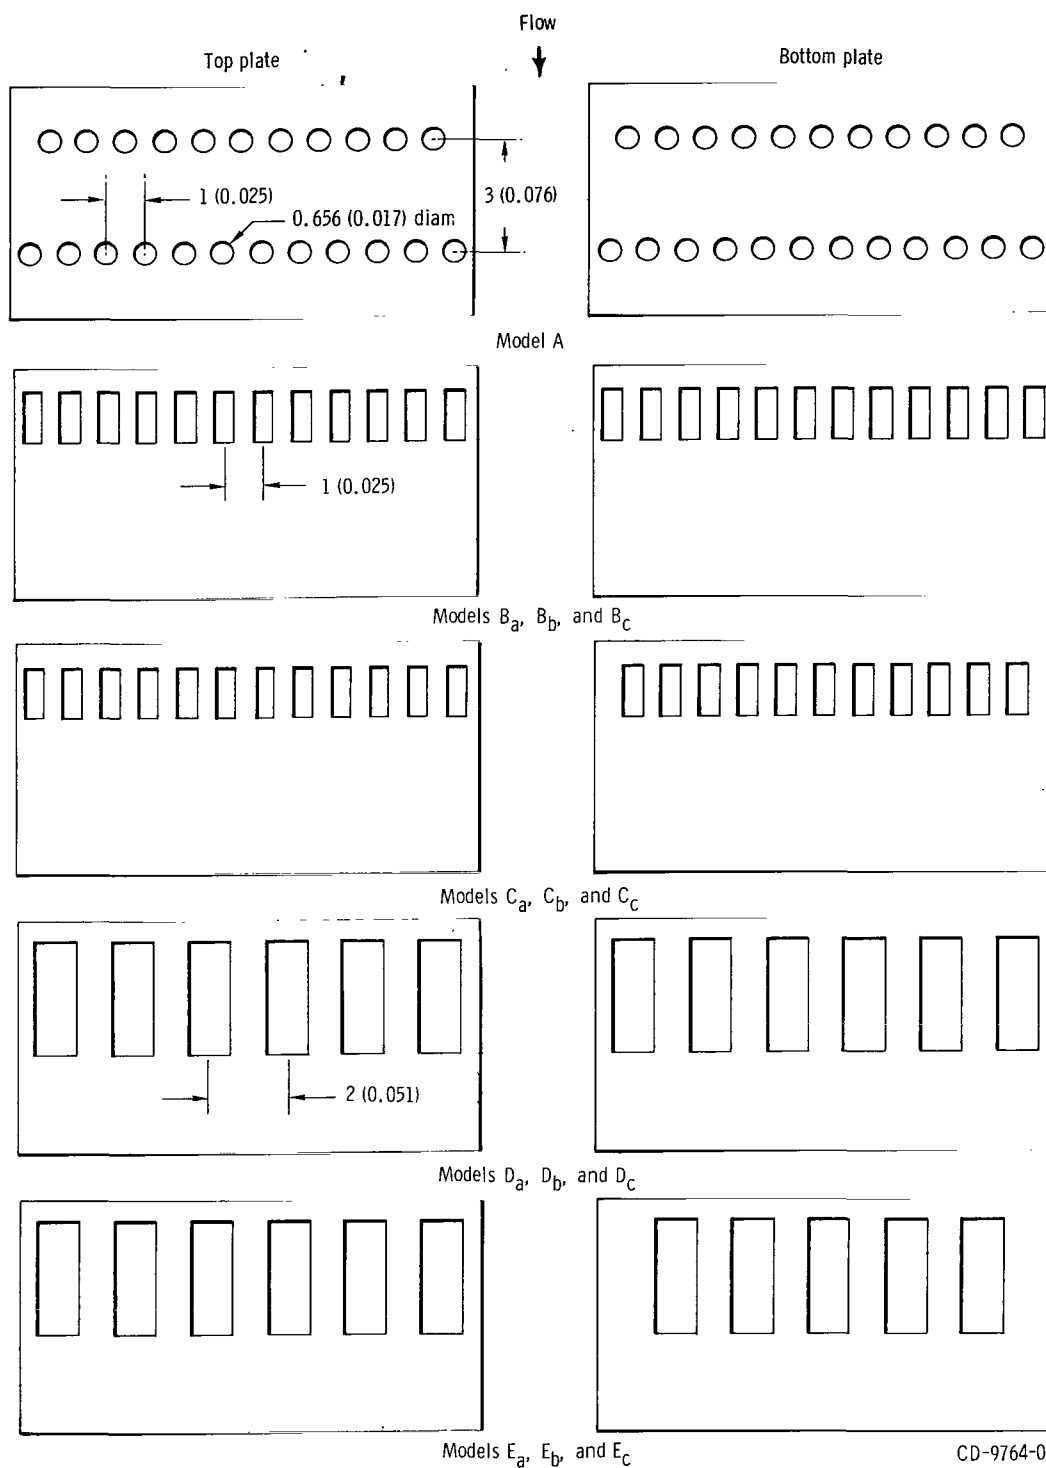 Flow
Top plate
Bottom plate
1 (0.025)
3 (0.076)
0.656 (0.017) diam
Model A
1 (0.025)
Models Ba, Bb, and Bc
Models Ca, Cb, and Cc
2 (0.051)
Models Da, Db, and Dc
Models Ea, Eb, and Ec
CD-9764-0